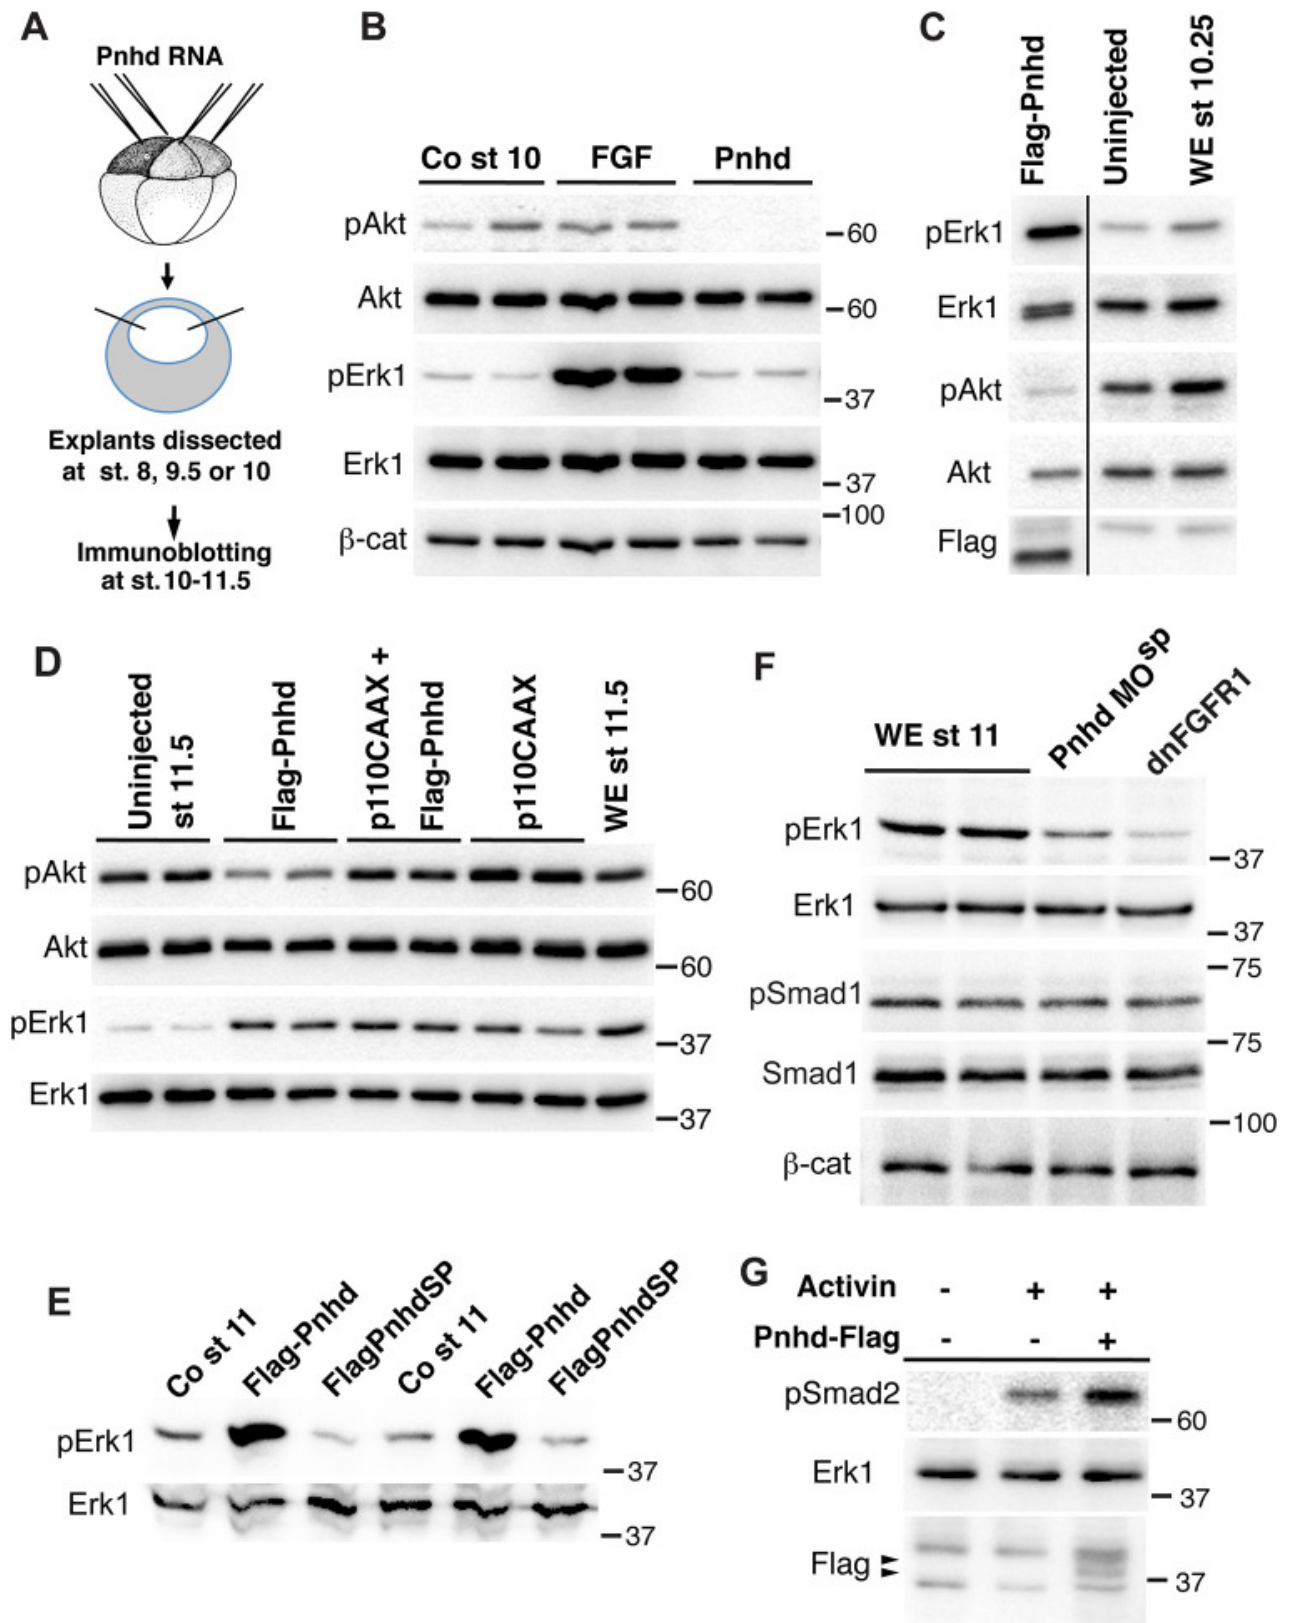 A
Pnhd RNA
Explants dissected
at st. 8, 9.5 or 10
Immunoblotting
at st.10-11.5
B
Co st 10 FGF Pnhd
pAkt 60
Akt 60
pErk1 37
Erk1 37
β-cat 100
C
Flag-Pnhd
Uninjected
WE st 10.25
pErk1
Erk1
pAkt
Akt
Flag
D
Uninjected
st 11.5
Flag-Pnhd
p110CAAX +
Flag-Pnhd
p110CAAX
WE st 11.5
pAkt 60
Akt 60
pErk1 37
Erk1 37
F
WE st 11 Pnhd MOsp dnFGFR1
pErk1 37
Erk1 37
pSmad1 75
Smad1 75
β-cat 100
E
Co st 11 Flag-Pnhd FlagPnhdSP Co st 11 Flag-Pnhd FlagPnhdSP
pErk1 37
Erk1 37
G
Activin - + +
Pnhd-Flag - - +
pSmad2 60
Erk1 37
Flag 37